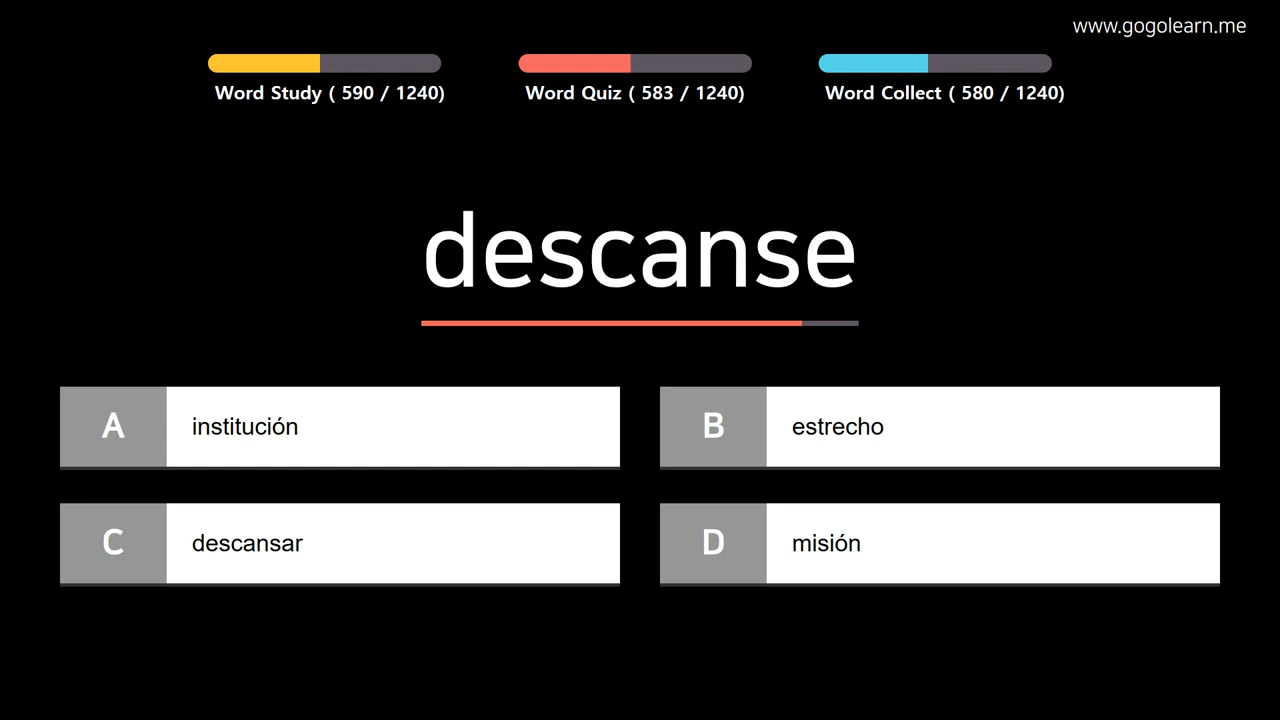 www.gogolearn.me
Word Study ( 590 / 1240)
Word Quiz ( 583 / 1240)
Word Collect ( 580 / 1240)
descanse
A
institución
B
estrecho
C
descansar
D
misión